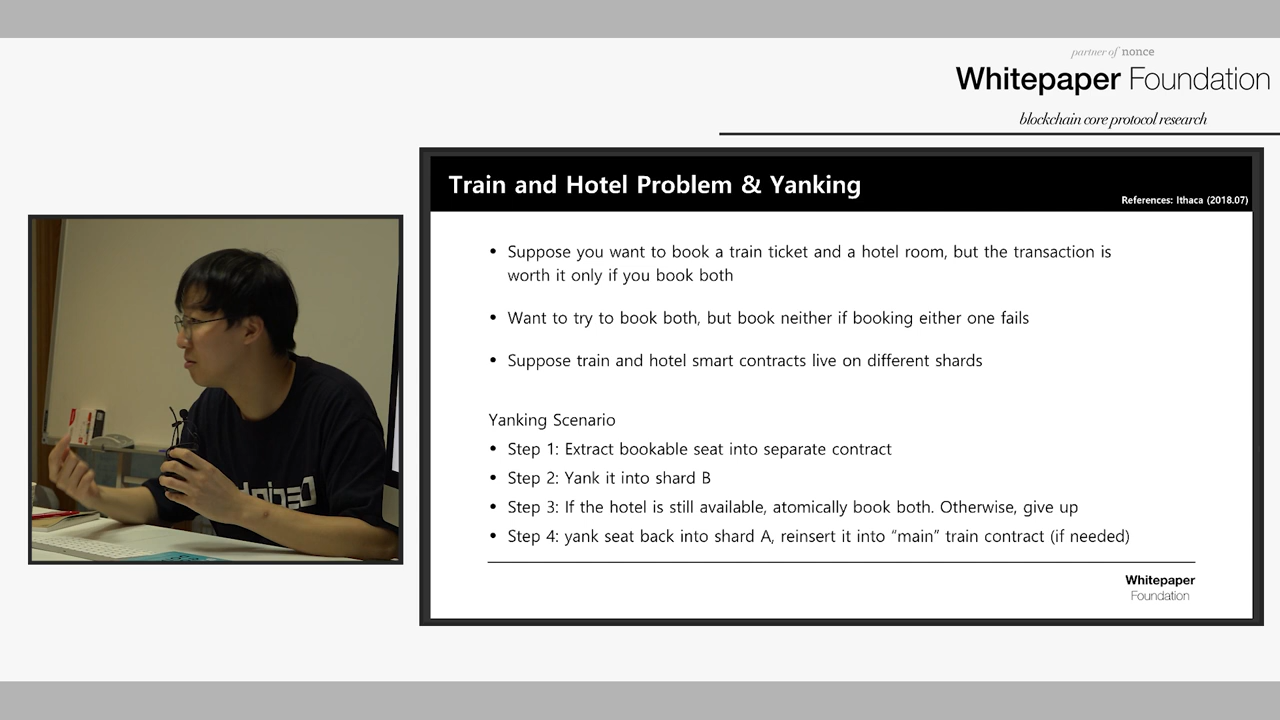 partner of nonce
Whitepaper Foundation
blockchain core protocol research
Train and Hotel Problem & Yanking
References: Ithaca (2018.07)
• Suppose you want to book a train ticket and a hotel room, but the transaction is
worth it only if you book both
• Want to try to book both, but book neither if booking either one fails
• Suppose train and hotel smart contracts live on different shards
Yanking Scenario
• Step 1: Extract bookable seat into separate contract
• Step 2: Yank it into shard B
• Step 3: If the hotel is still available, atomically book both. Otherwise, give up
• Step 4: yank seat back into shard A, reinsert it into “main” train contract (if needed)
Whitepaper
Foundation